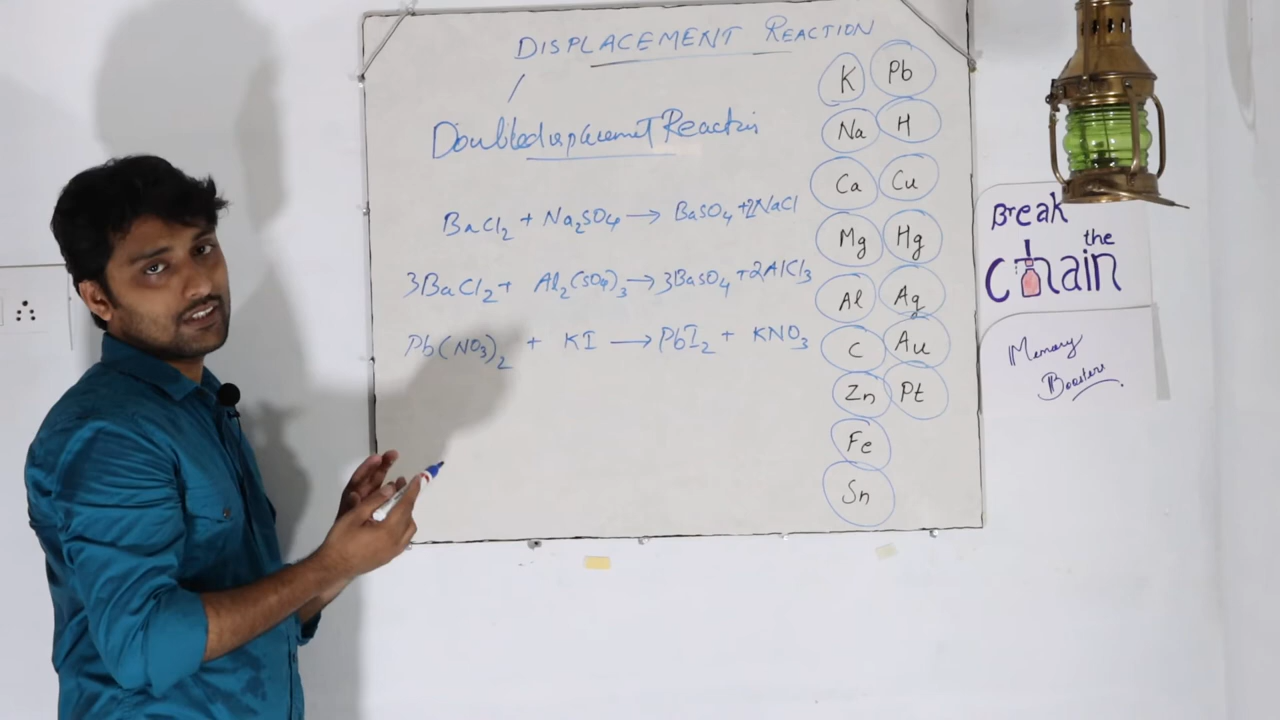 DISPLACEMENT REACTION
Doubledisplacement Reaction
BaCl₂ + Na₂SO₄ → BaSO₄ + 2NaCl
3BaCl₂ + Al₂(SO₄)₃ → 3BaSO₄ + 2AlCl₃
Pb(NO₃)₂ + KI → PbI₂ + KNO₃
K Pb
Na H
Ca Cu
Mg Hg
Al Ag
C Au
Zn Pt
Fe
Sn
Break
the
Chain
Memory
Boosters